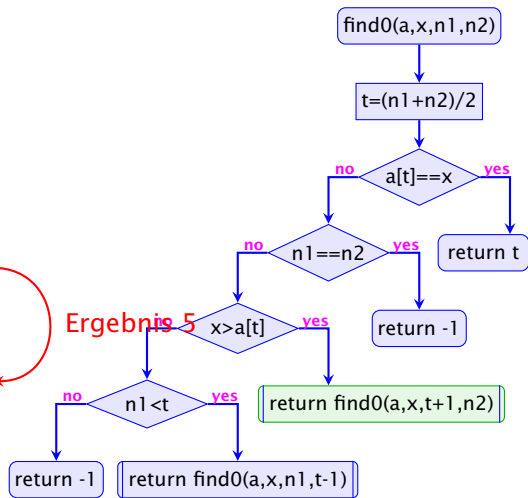 find0(a,x,n1,n2)
t=(n1+n2)/2
no
a[t]==x
yes
no
n1==n2
yes
return t
Ergebnis 5
no
x>a[t]
yes
return -1
no
n1<t
yes
return find0(a,x,t+1,n2)
return -1
return find0(a,x,n1,t-1)